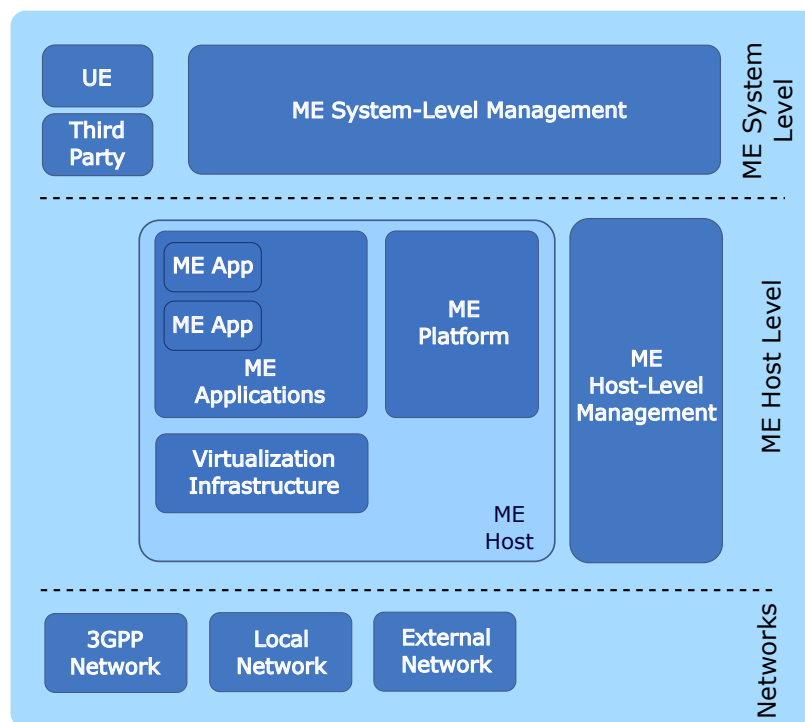 UE
Third
Party
ME System-Level Management
ME System
Level
ME App
ME App
ME
Applications
ME
Platform
Virtualization
Infrastructure
ME
Host
ME
Host-Level
Management
ME Host Level
3GPP
Network
Local
Network
External
Network
Networks